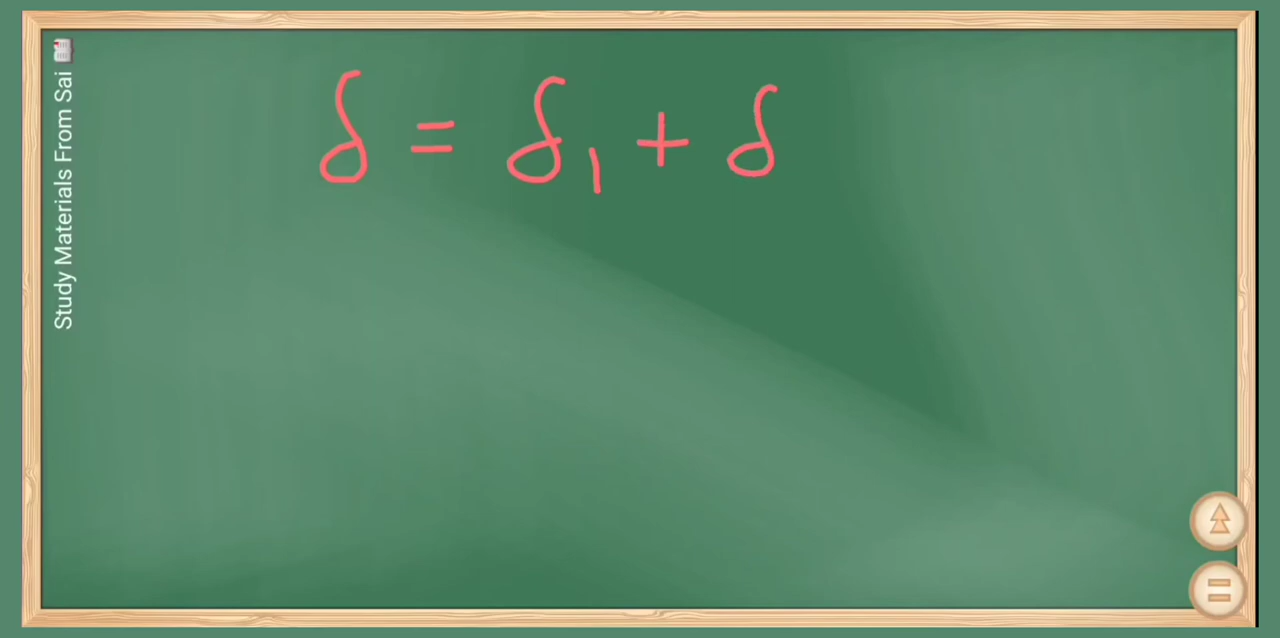 Study Materials From Sai 📖
δ = δ₁ + δ